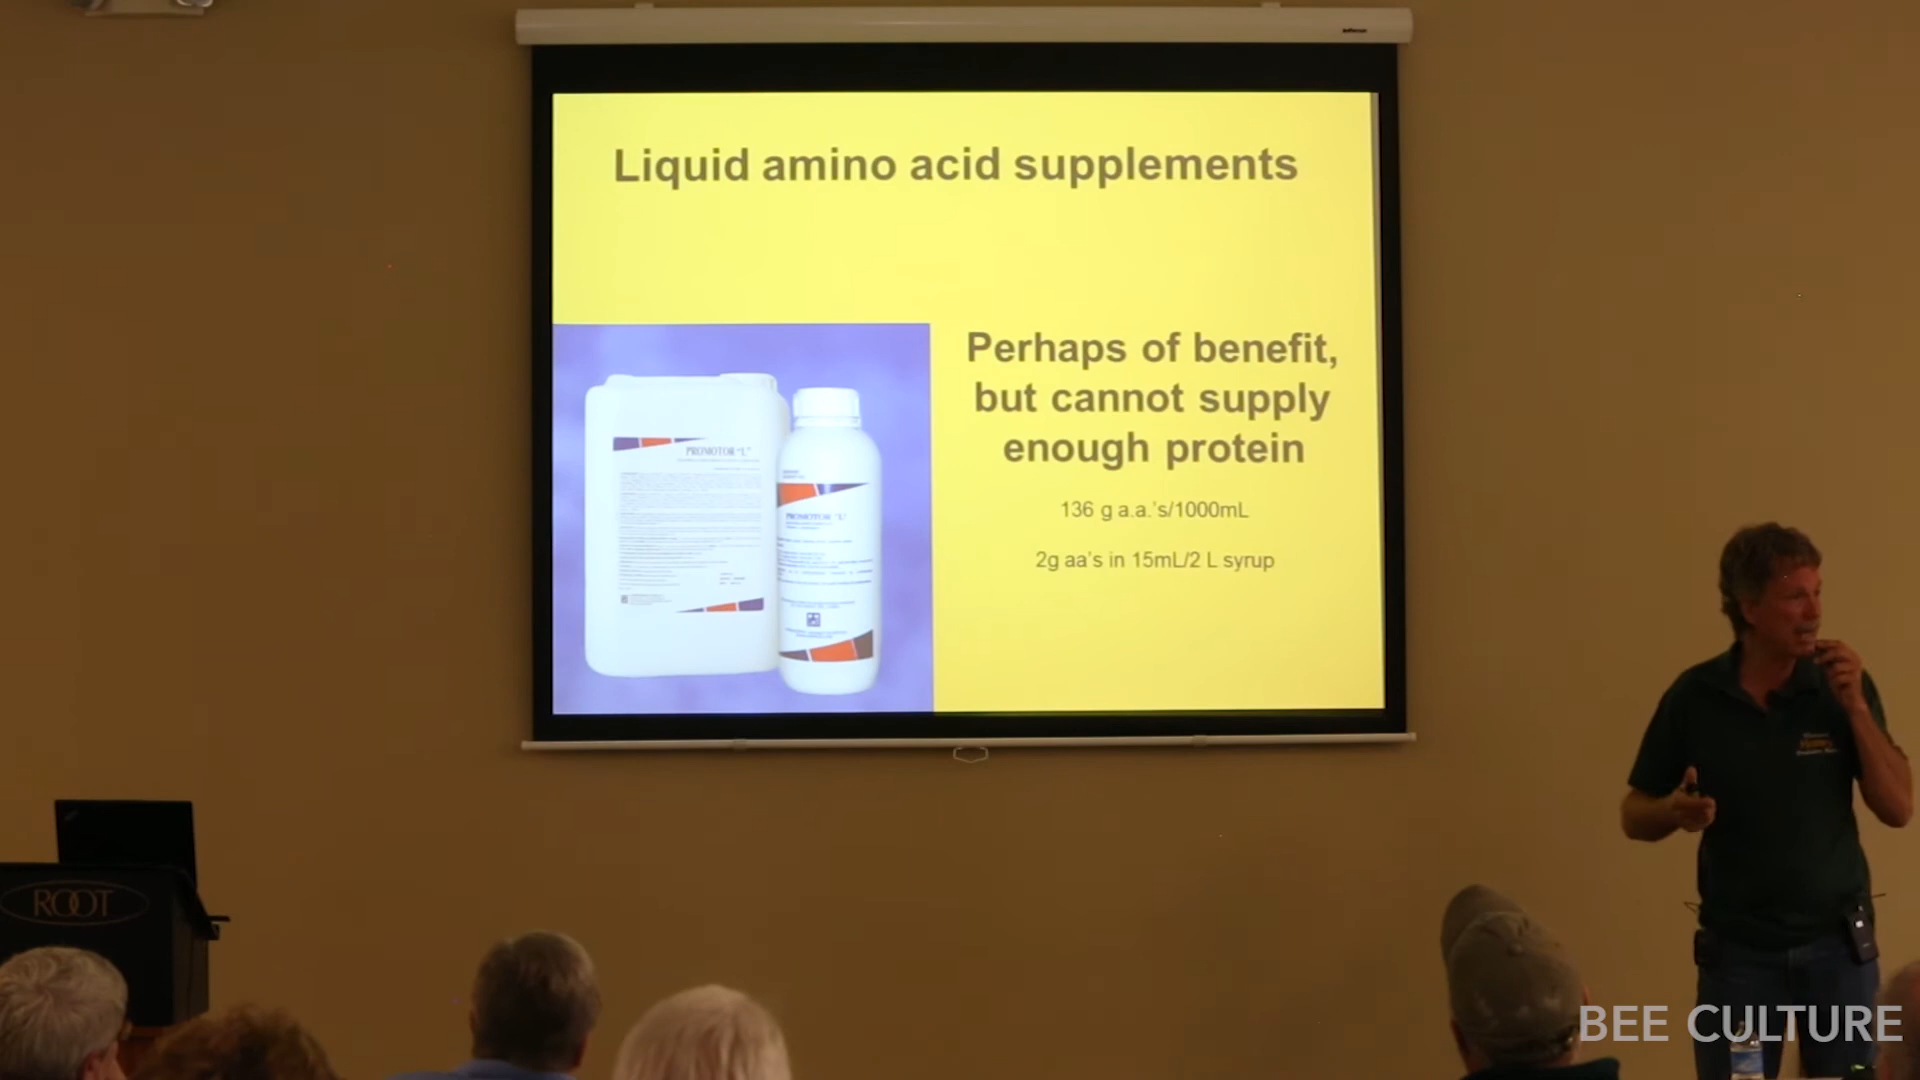 Liquid amino acid supplements
Perhaps of benefit,
but cannot supply
enough protein
136 g a.a.'s/1000mL
2g aa's in 15mL/2 L syrup
PROMOTOR "L"
PROMOTOR "L"
ROOT
BEE CULTURE